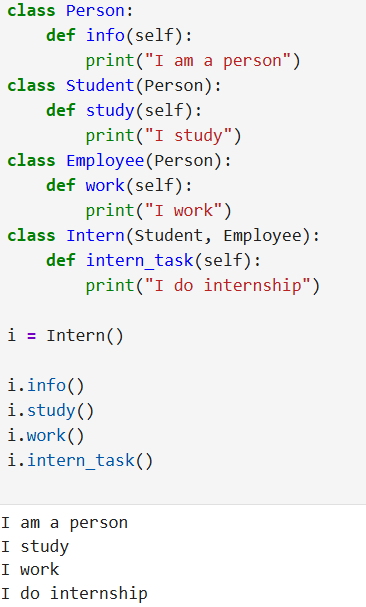 class Person:
    def info(self):
        print("I am a person")
class Student(Person):
    def study(self):
        print("I study")
class Employee(Person):
    def work(self):
        print("I work")
class Intern(Student, Employee):
    def intern_task(self):
        print("I do internship")

i = Intern()

i.info()
i.study()
i.work()
i.intern_task()

I am a person
I study
I work
I do internship